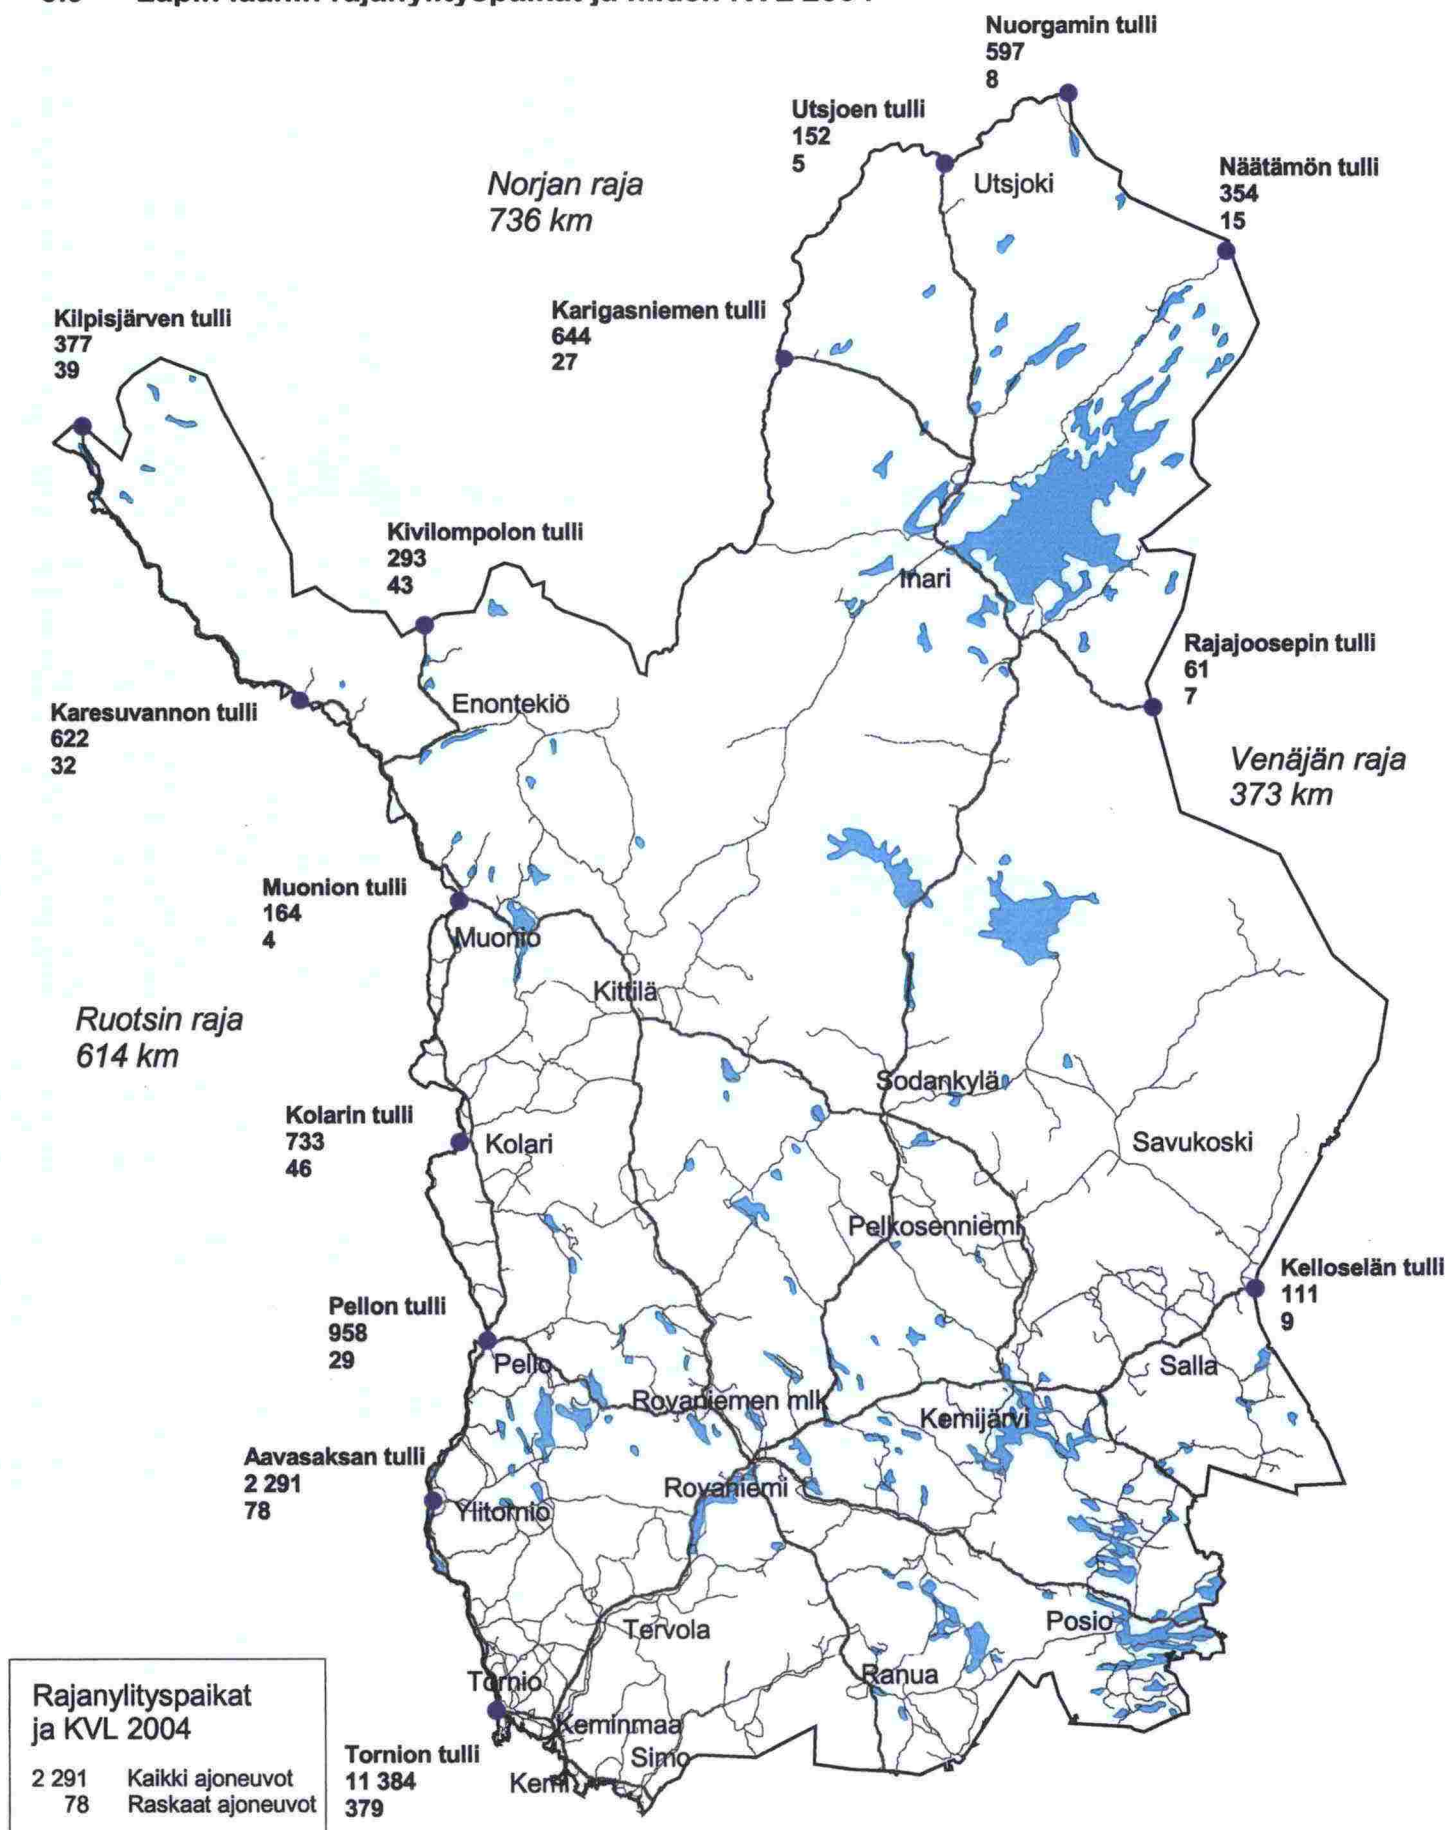 Nuorgamin tulli
597
8
Utsjoen tulli
152
5
Utsjoki
Näätämön tulli
354
15
Norjan raja
736 km
Karigasniemen tulli
644
27
Kilpisjärven tulli
377
39
Kivilompolon tulli
293
43
Inari
Rajajoosepin tulli
61
7
Karesuvannon tulli
622
32
Enontekiö
Venäjän raja
373 km
Muonion tulli
164
4
Muonio
Kittilä
Ruotsin raja
614 km
Sodankylä
Kolarin tulli
733
46
Kolari
Savukoski
Pelkosenniemi
Kelloselän tulli
111
9
Pellon tulli
958
29
Pello
Salla
Rovaniemen mlk
Kemijärvi
Aavasaksan tulli
2 291
78
Rovaniemi
Ylitornio
Tervola
Posio
Ranua
Tornio
Keminmaa
Simo
Kemi
Tornion tulli
11 384
379
Rajanylityspaikat
ja KVL 2004
2 291 Kaikki ajoneuvot
78 Raskaat ajoneuvot